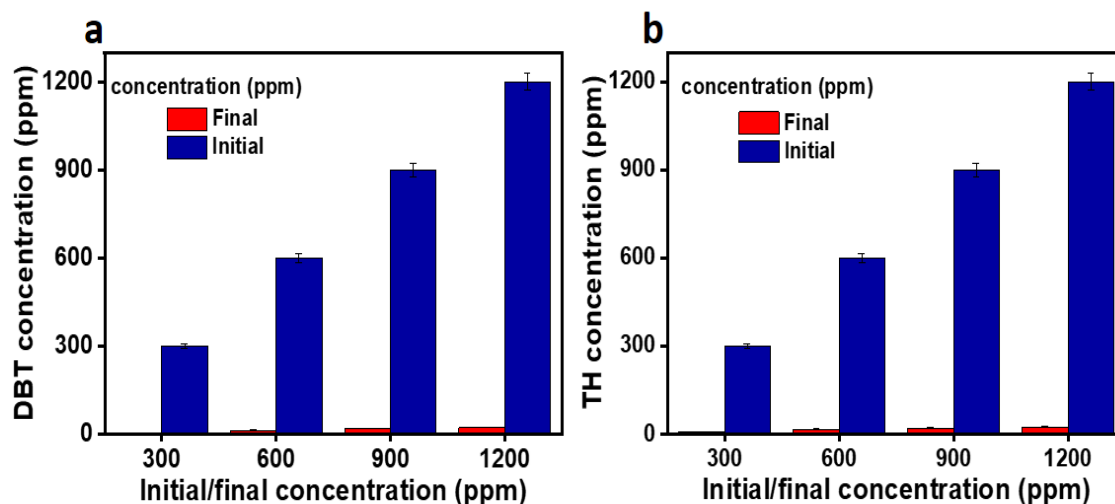 a
DBT concentration (ppm)
1200
900
600
300
0
concentration (ppm)
Final
Initial
300 600 900 1200
Initial/final concentration (ppm)
b
TH concentration (ppm)
1200
900
600
300
0
concentration (ppm)
Final
Initial
300 600 900 1200
Initial/final concentration (ppm)